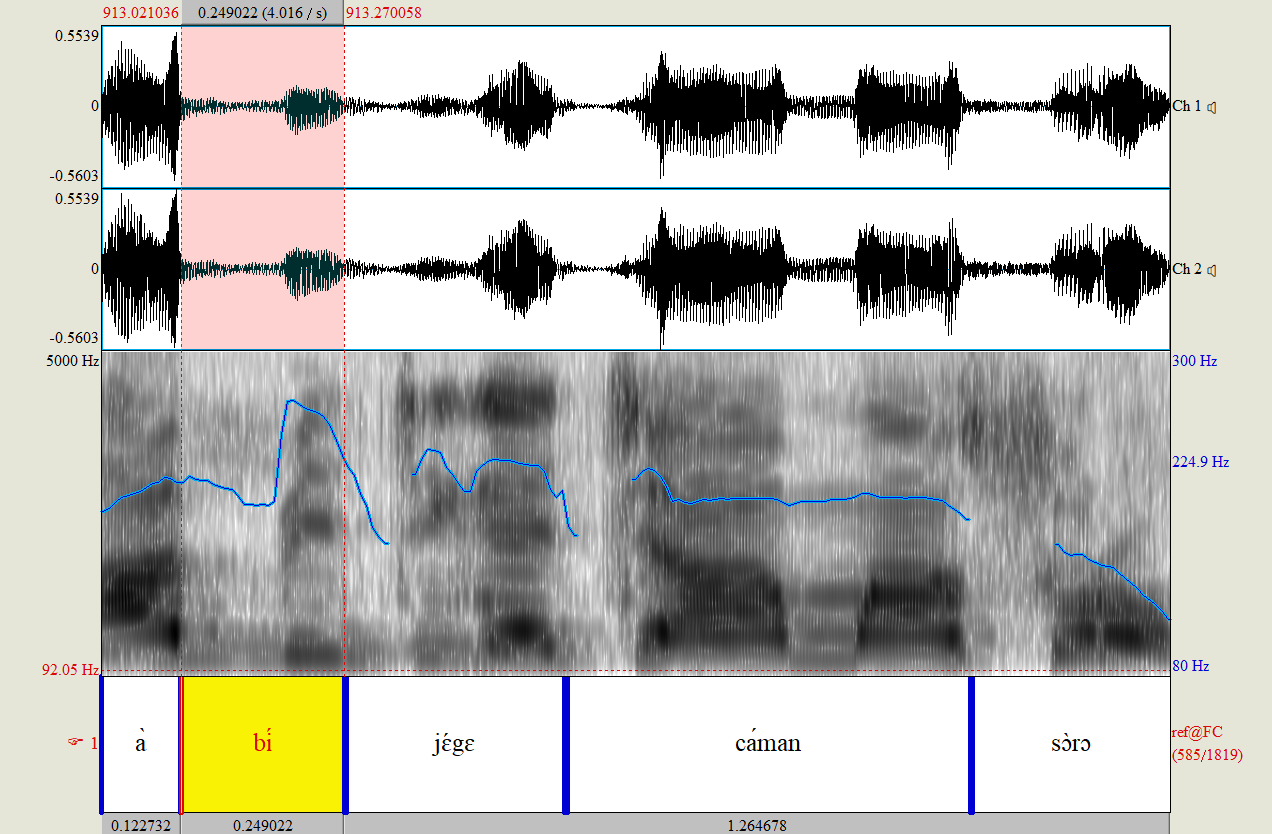 913.021036 0.249022 (4.016 / s) 913.270058
0.5539
0
-0.5603
Ch 1
0.5539
0
-0.5603
Ch 2
5000 Hz 300 Hz
224.9 Hz
92.05 Hz 80 Hz
1 à bí jɛ́gɛ cáman sɔ̀rɔ ref@FC
(585/1819)
0.122732 0.249022 1.264678